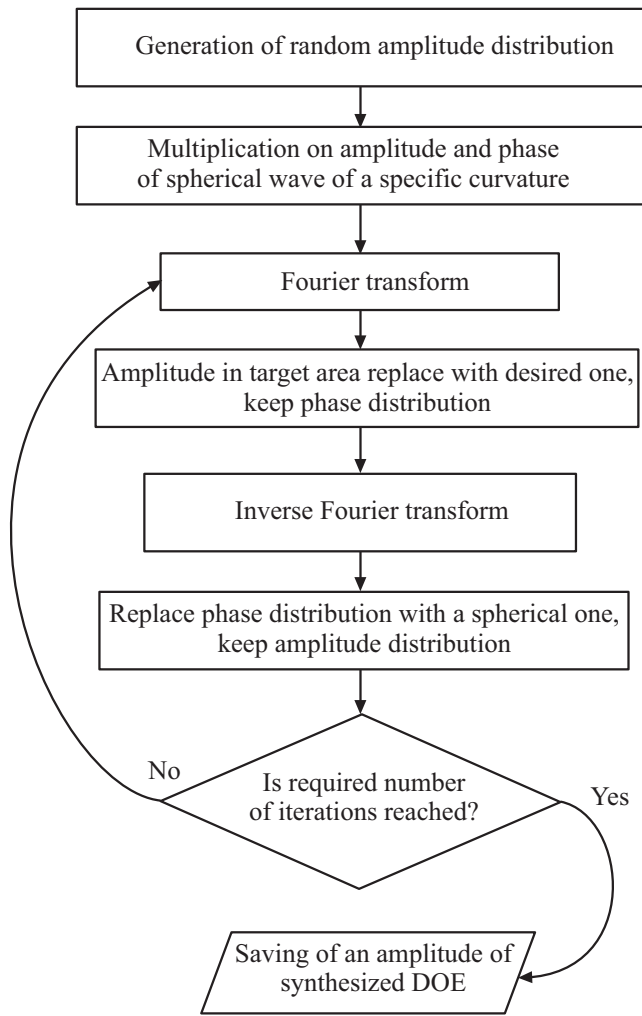 Generation of random amplitude distribution
Multiplication on amplitude and phase
of spherical wave of a specific curvature
Fourier transform
Amplitude in target area replace with desired one,
keep phase distribution
Inverse Fourier transform
Replace phase distribution with a spherical one,
keep amplitude distribution
No
Is required number
of iterations reached?
Yes
Saving of an amplitude of
synthesized DOE